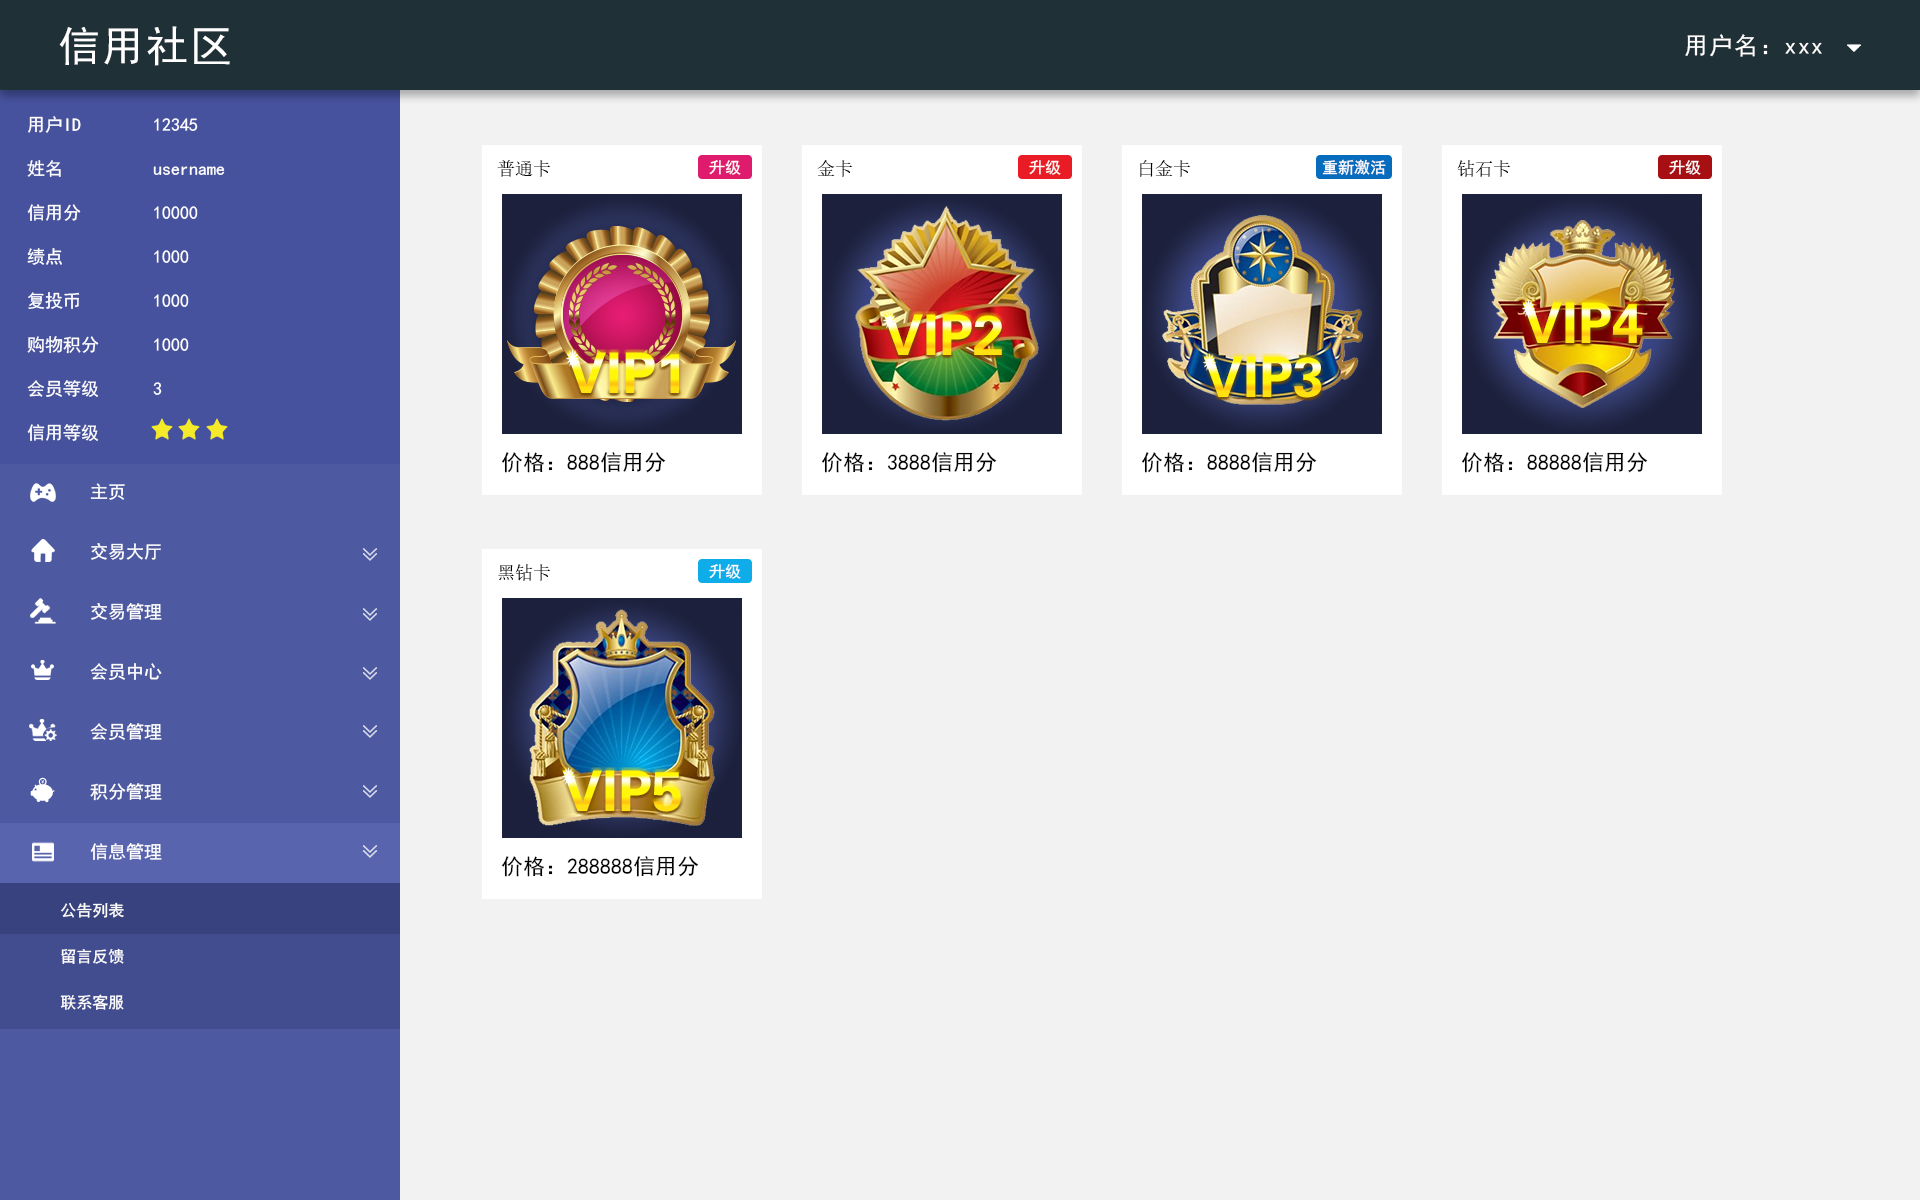 信用社区
用户名：xxx
用户ID 12345
姓名 username
信用分 10000
绩点 1000
复投币 1000
购物积分 1000
会员等级 3
信用等级
主页
交易大厅
交易管理
会员中心
会员管理
积分管理
信息管理
公告列表
留言反馈
联系客服
普通卡 升级
VIP1
价格：888信用分
金卡 升级
VIP2
价格：3888信用分
白金卡 重新激活
VIP3
价格：8888信用分
钻石卡 升级
VIP4
价格：88888信用分
黑钻卡 升级
VIP5
价格：288888信用分